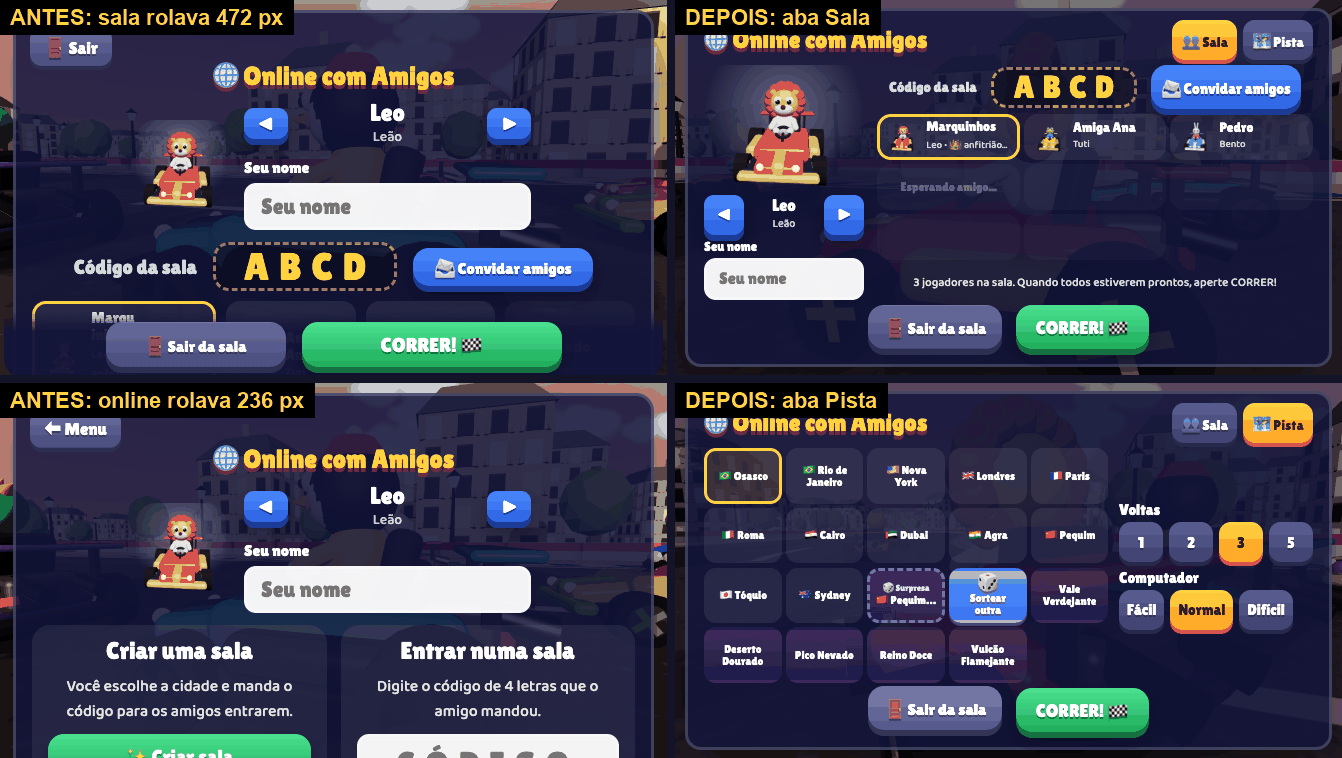 ANTES: sala rolava 472 px
Sair
Online com Amigos
Leo
Leão
Seu nome
Seu nome
Código da sala
A B C D
Convidar amigos
Sair da sala
CORRER!
DEPOIS: aba Sala
Online com Amigos
Sala
Pista
Código da sala
A B C D
Convidar amigos
Marquinhos
Leo • anfitrião...
Amiga Ana
Tuti
Pedro
Bento
Esperando amigo...
Leo
Leão
Seu nome
Seu nome
3 jogadores na sala. Quando todos estiverem prontos, aperte CORRER!
Sair da sala
CORRER!
ANTES: online rolava 236 px
Menu
Online com Amigos
Leo
Leão
Seu nome
Seu nome
Criar uma sala
Você escolhe a cidade e manda o
código para os amigos entrarem.
Criar sala
Entrar numa sala
Digite o código de 4 letras que o
amigo mandou.
CÓDIGO
DEPOIS: aba Pista
Online com Amigos
Sala
Pista
Osasco
Rio de
Janeiro
Nova
York
Londres
Paris
Roma
Cairo
Dubai
Agra
Pequim
Tóquio
Sydney
Surpresa
Pequim...
Sortear
outra
Vale
Verdejante
Deserto
Dourado
Pico Nevado
Reino Doce
Vulcão
Flamejante
Voltas
1 2 3 5
Computador
Fácil
Normal
Difícil
Sair da sala
CORRER!